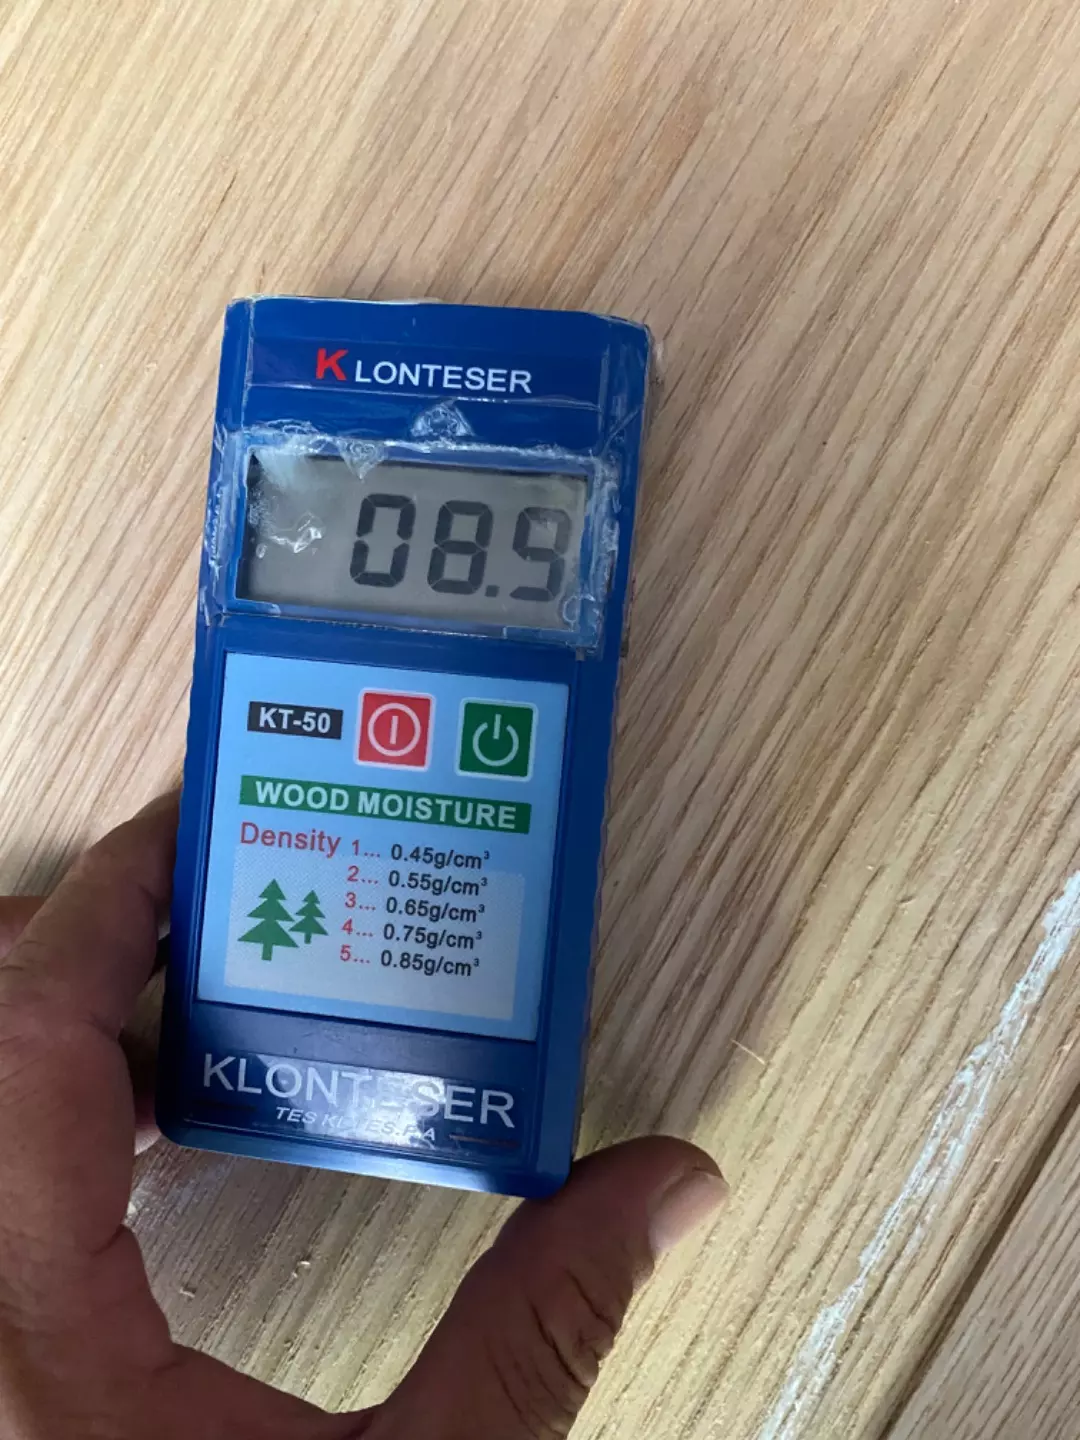 KLONTESER
08.9
KT-50
WOOD MOISTURE
Density 1... 0.45g/cm³
2... 0.55g/cm³
3... 0.65g/cm³
4... 0.75g/cm³
5... 0.85g/cm³
KLONTESER